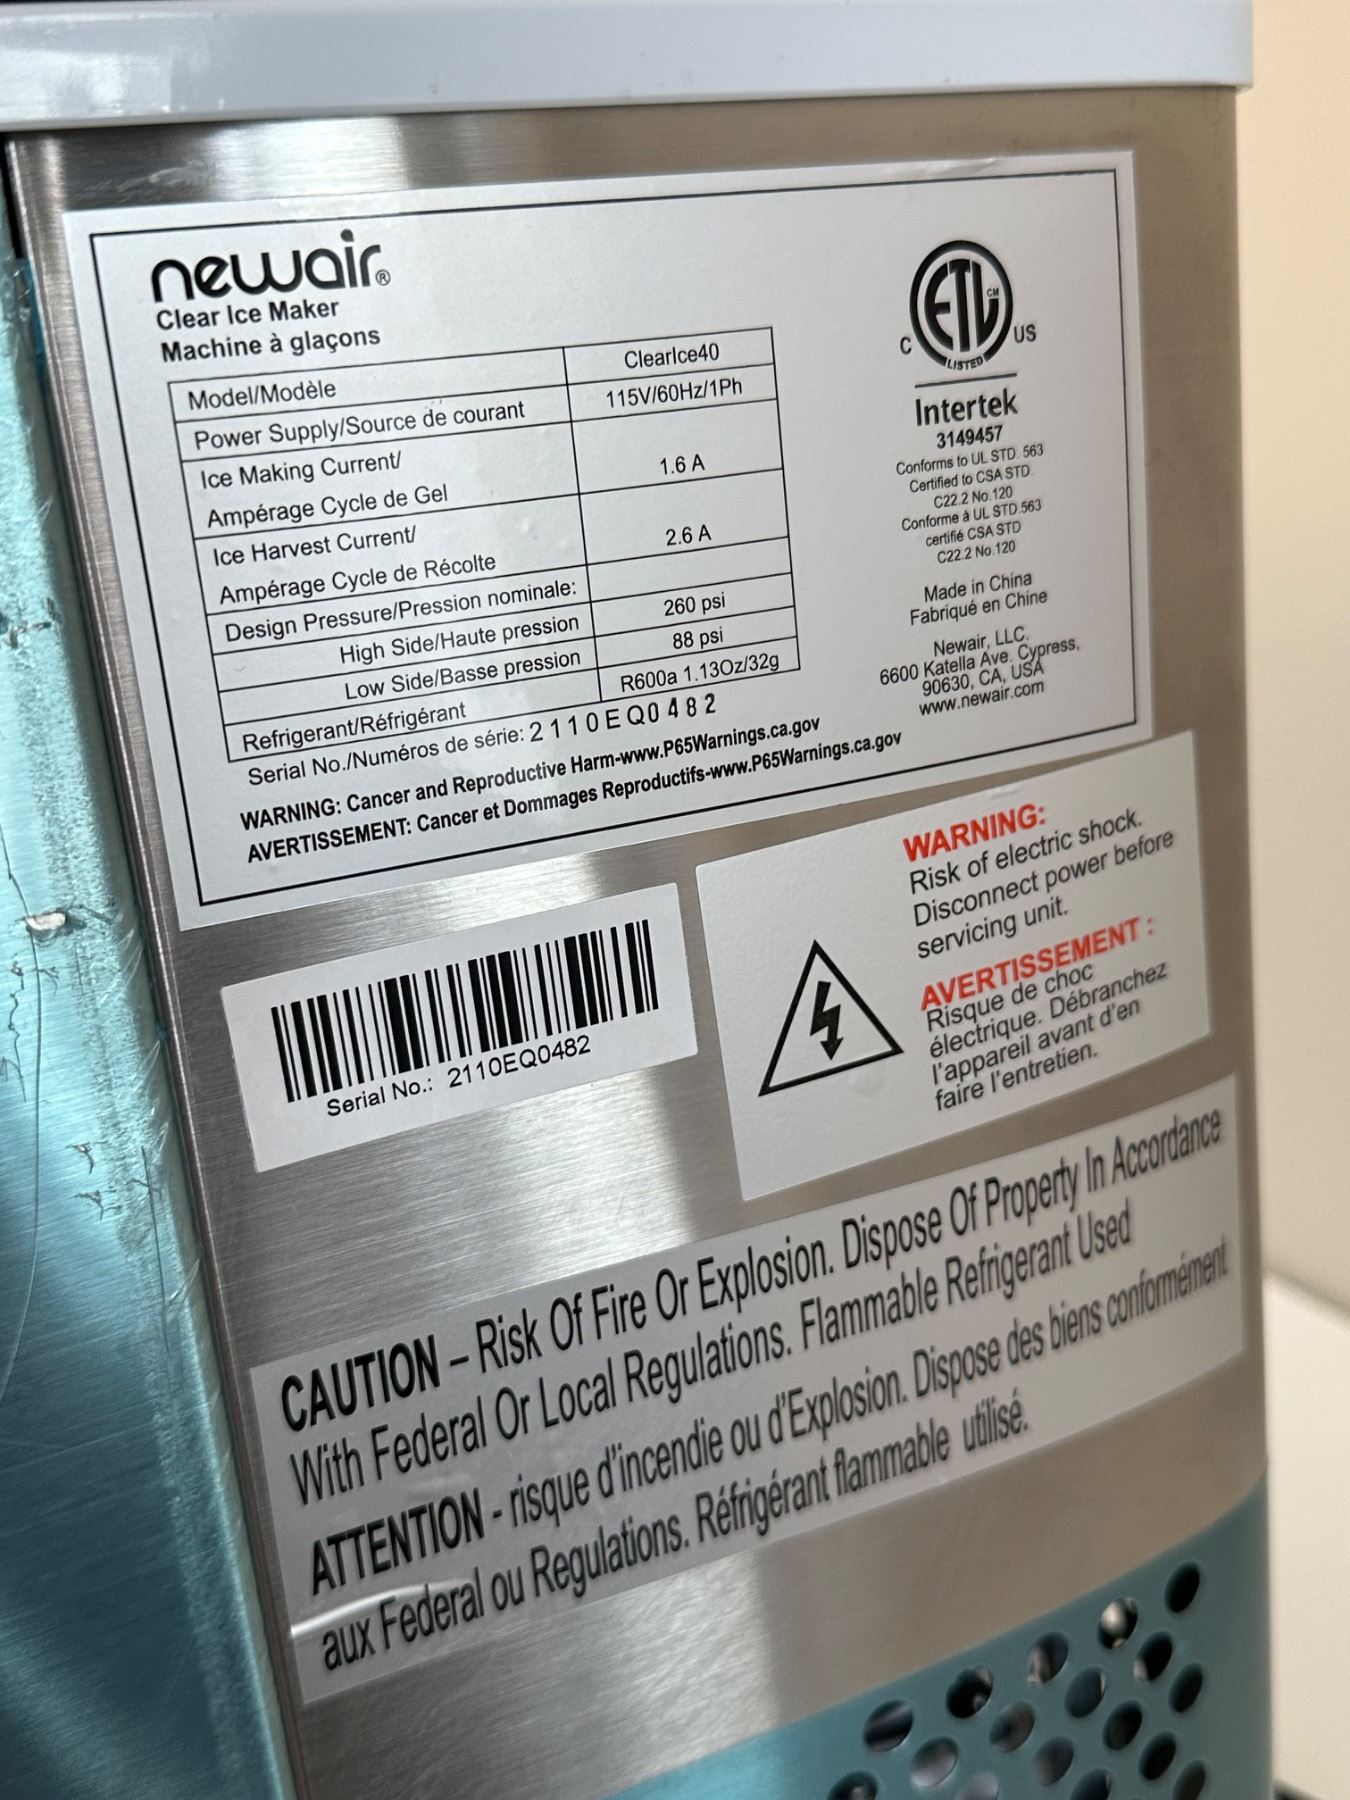 newair®
Clear Ice Maker
Machine à glaçons
Model/Modèle ClearIce40
Power Supply/Source de courant 115V/60Hz/1Ph
Ice Making Current/
Ampérage Cycle de Gel 1.6 A
Ice Harvest Current/
Ampérage Cycle de Récolte 2.6 A
Design Pressure/Pression nominale:
High Side/Haute pression 260 psi
Low Side/Basse pression 88 psi
Refrigerant/Réfrigérant R600a 1.13Oz/32g
Serial No./Numéros de série: 2110EQ0482
WARNING: Cancer and Reproductive Harm-www.P65Warnings.ca.gov
AVERTISSEMENT: Cancer et Dommages Reproductifs-www.P65Warnings.ca.gov
ETL CM
C US
LISTED
Intertek
3149457
Conforms to UL STD. 563
Certified to CSA STD.
C22.2 No.120
Conforme à UL STD.563
certifié CSA STD
C22.2 No.120
Made in China
Fabriqué en Chine
Newair, LLC.
6600 Katella Ave. Cypress,
90630, CA, USA
www.newair.com
Serial No.: 2110EQ0482
WARNING:
Risk of electric shock.
Disconnect power before
servicing unit.
AVERTISSEMENT :
Risque de choc
électrique. Débranchez
l'appareil avant d'en
faire l'entretien.
CAUTION – Risk Of Fire Or Explosion. Dispose Of Property In Accordance
With Federal Or Local Regulations. Flammable Refrigerant Used
ATTENTION - risque d'incendie ou d'Explosion. Dispose des biens conformément
aux Federal ou Regulations. Réfrigérant flammable utilisé.